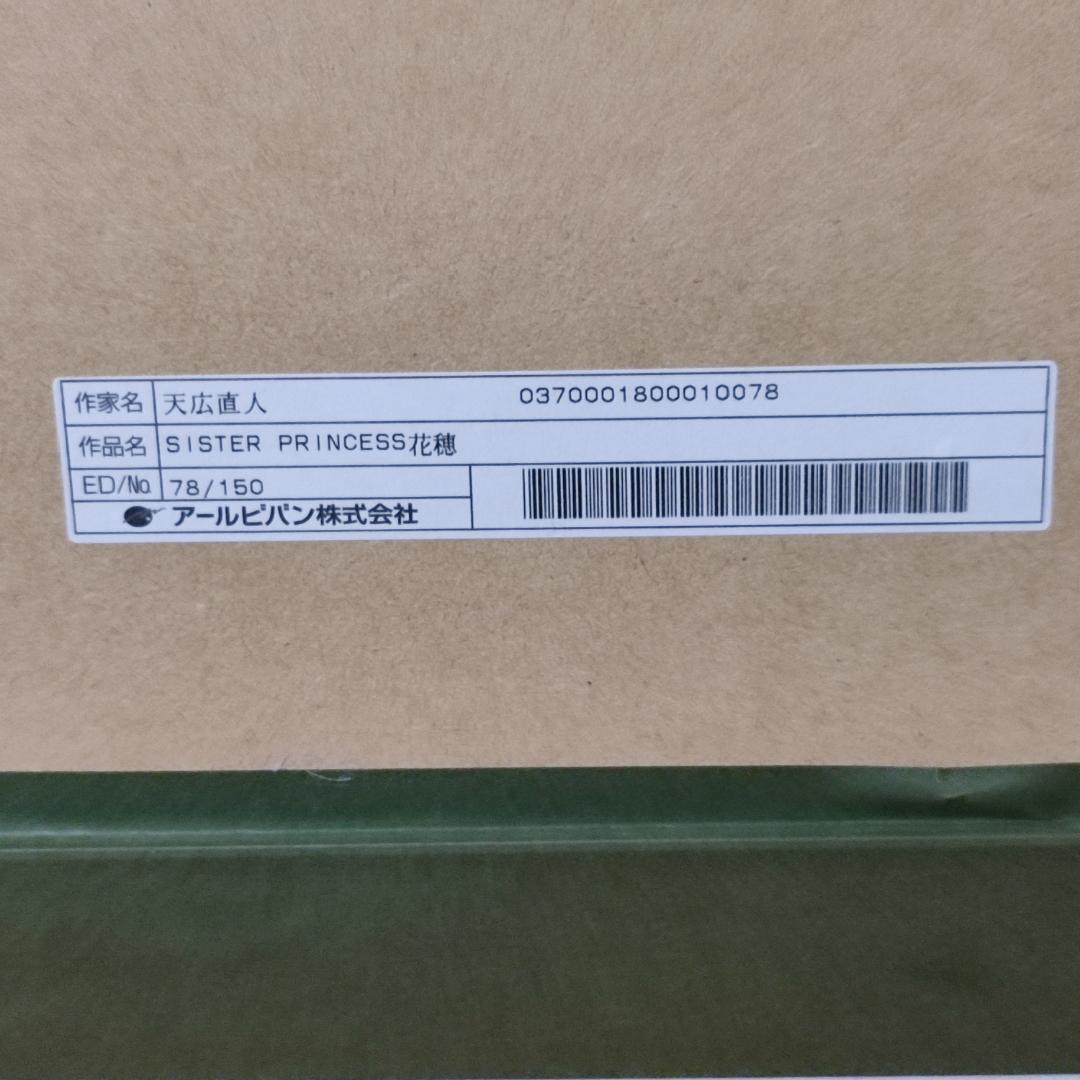 作家名 天広直人 0370001800010078
作品名 SISTER PRINCESS花穂
ED/No. 78/150
アールビバン株式会社